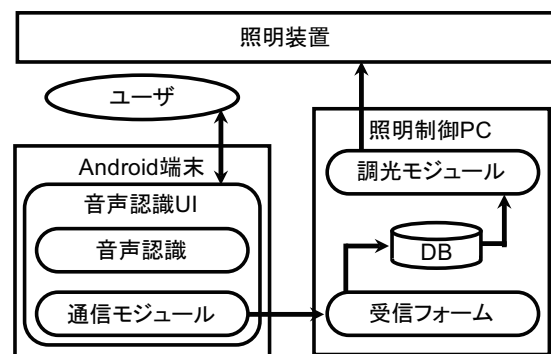 照明装置
ユーザ
Android端末
音声認識UI
音声認識
通信モジュール
照明制御PC
調光モジュール
DB
受信フォーム